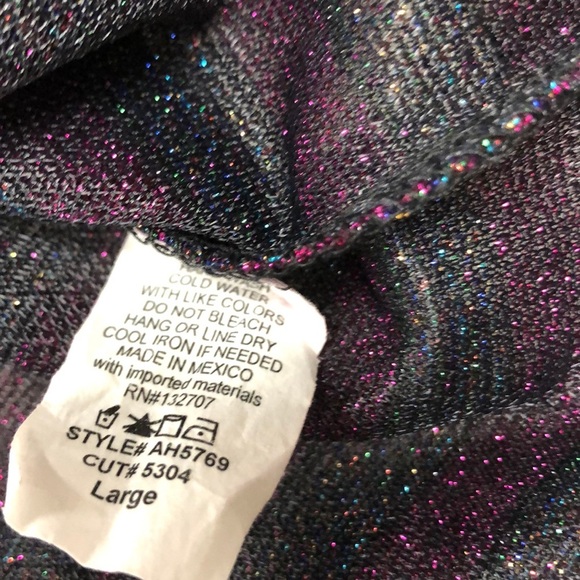 COLD WATER
WITH LIKE COLORS
DO NOT BLEACH
HANG OR LINE DRY
COOL IRON IF NEEDED
MADE IN MEXICO
with imported materials
RN#132707
STYLE# AH5769
CUT# 5304
Large